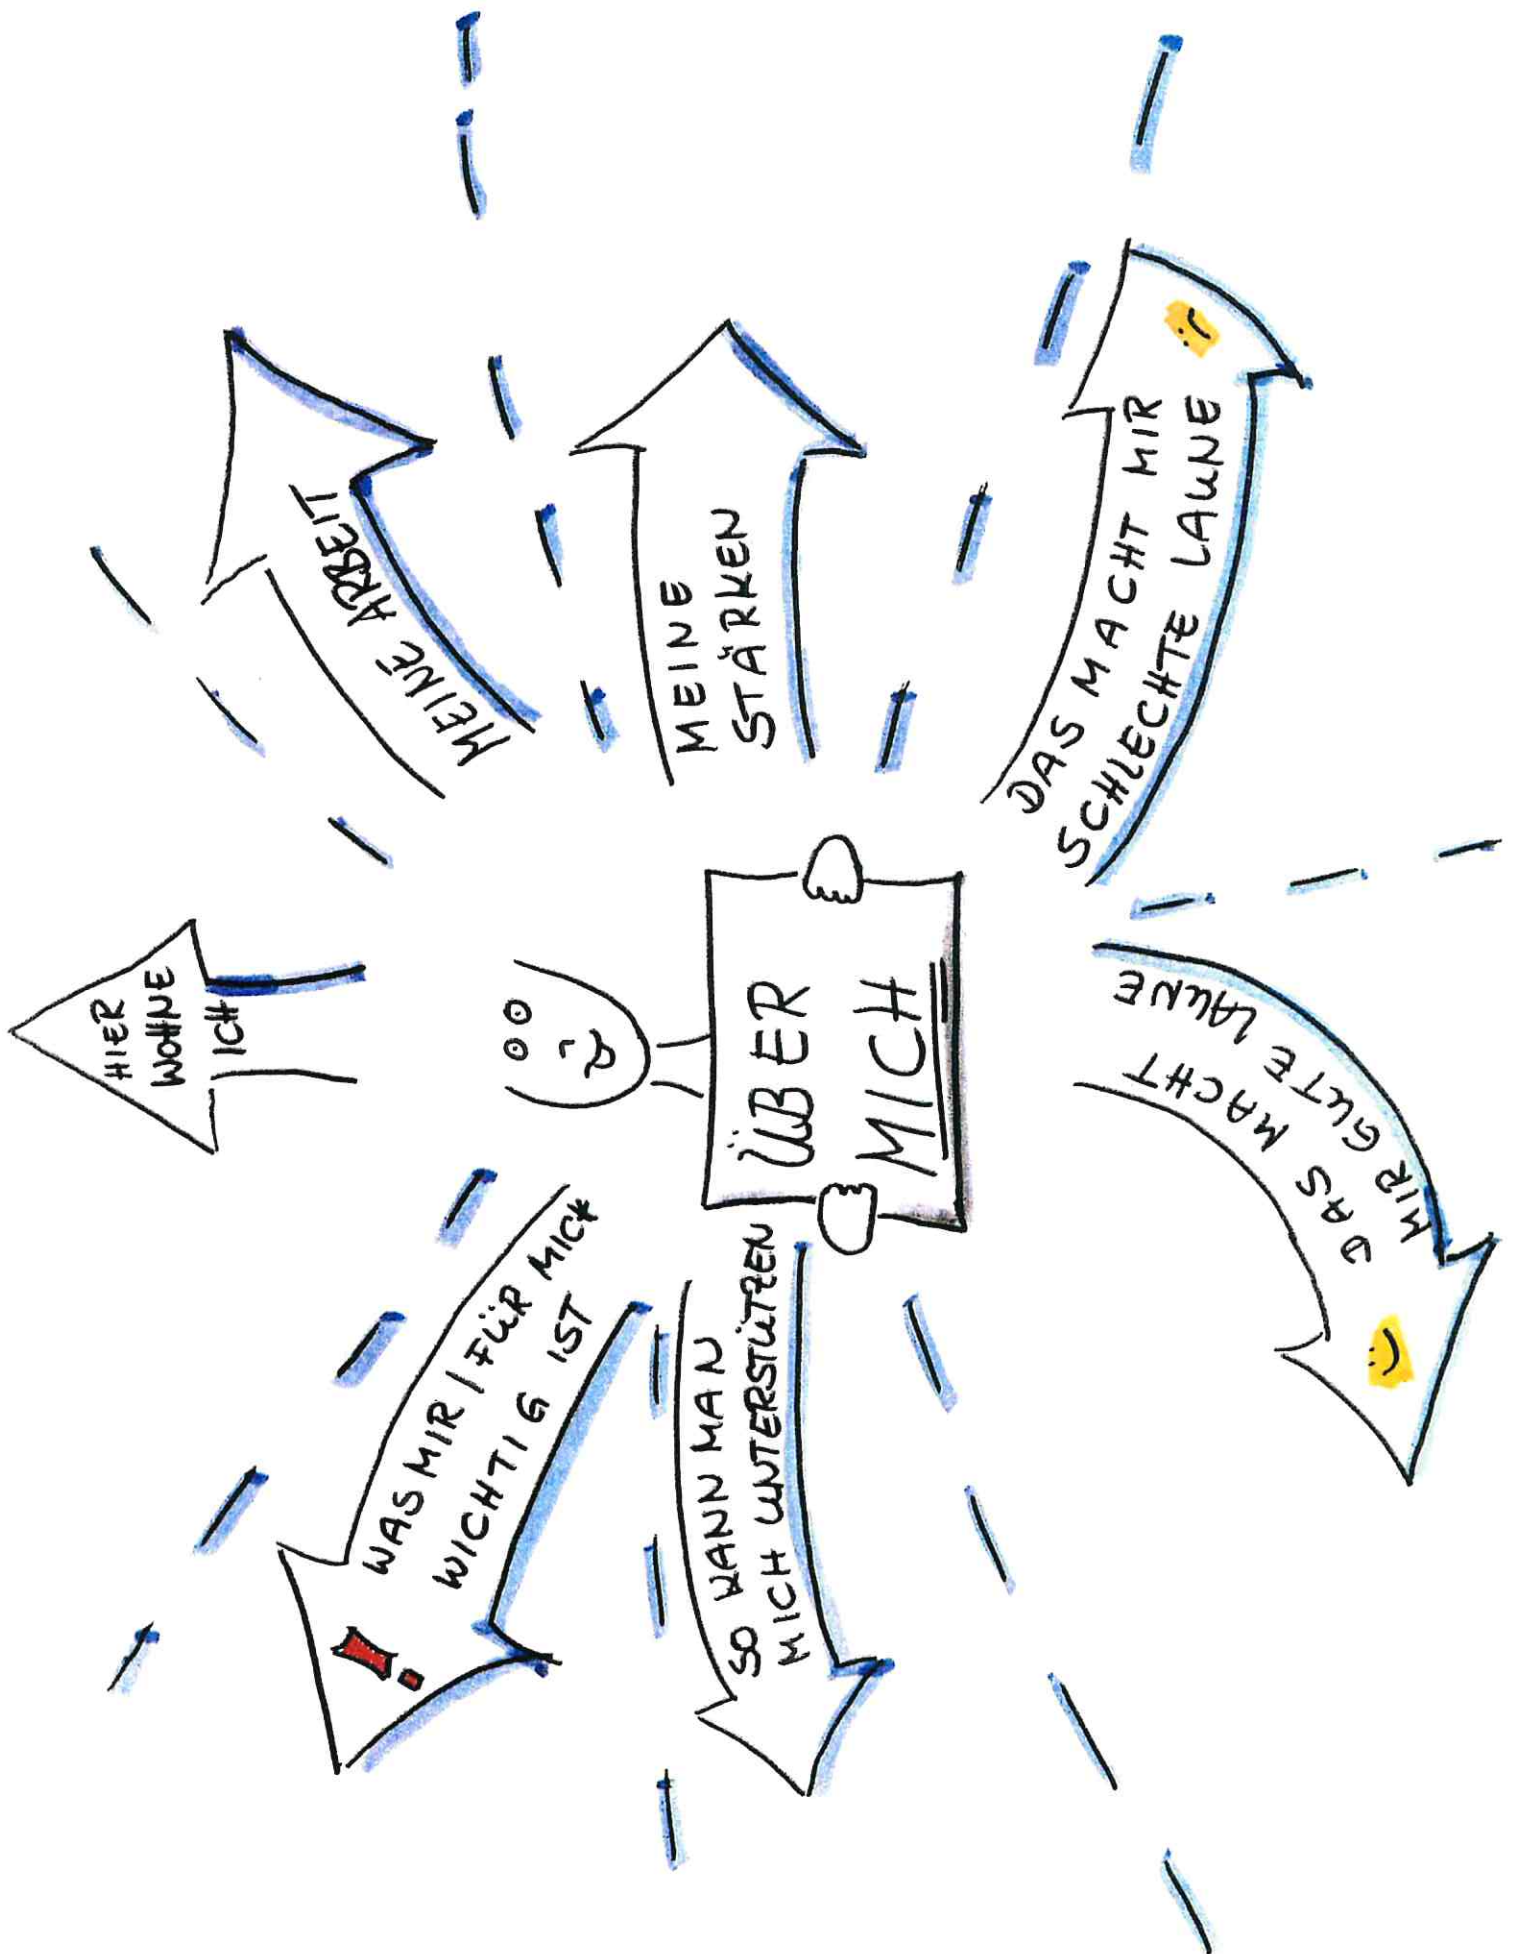 ÜBER
MICH
HIER
WOHNE
ICH
MEINE ARBEIT
MEINE
STÄRKEN
DAS MACHT MIR
SCHLECHTE LAUNE
DAS MACHT
MIR GUTE LAUNE
SO KANN MAN
MICH UNTERSTÜTZEN
WAS MIR / FÜR MICH
WICHTIG IST
!